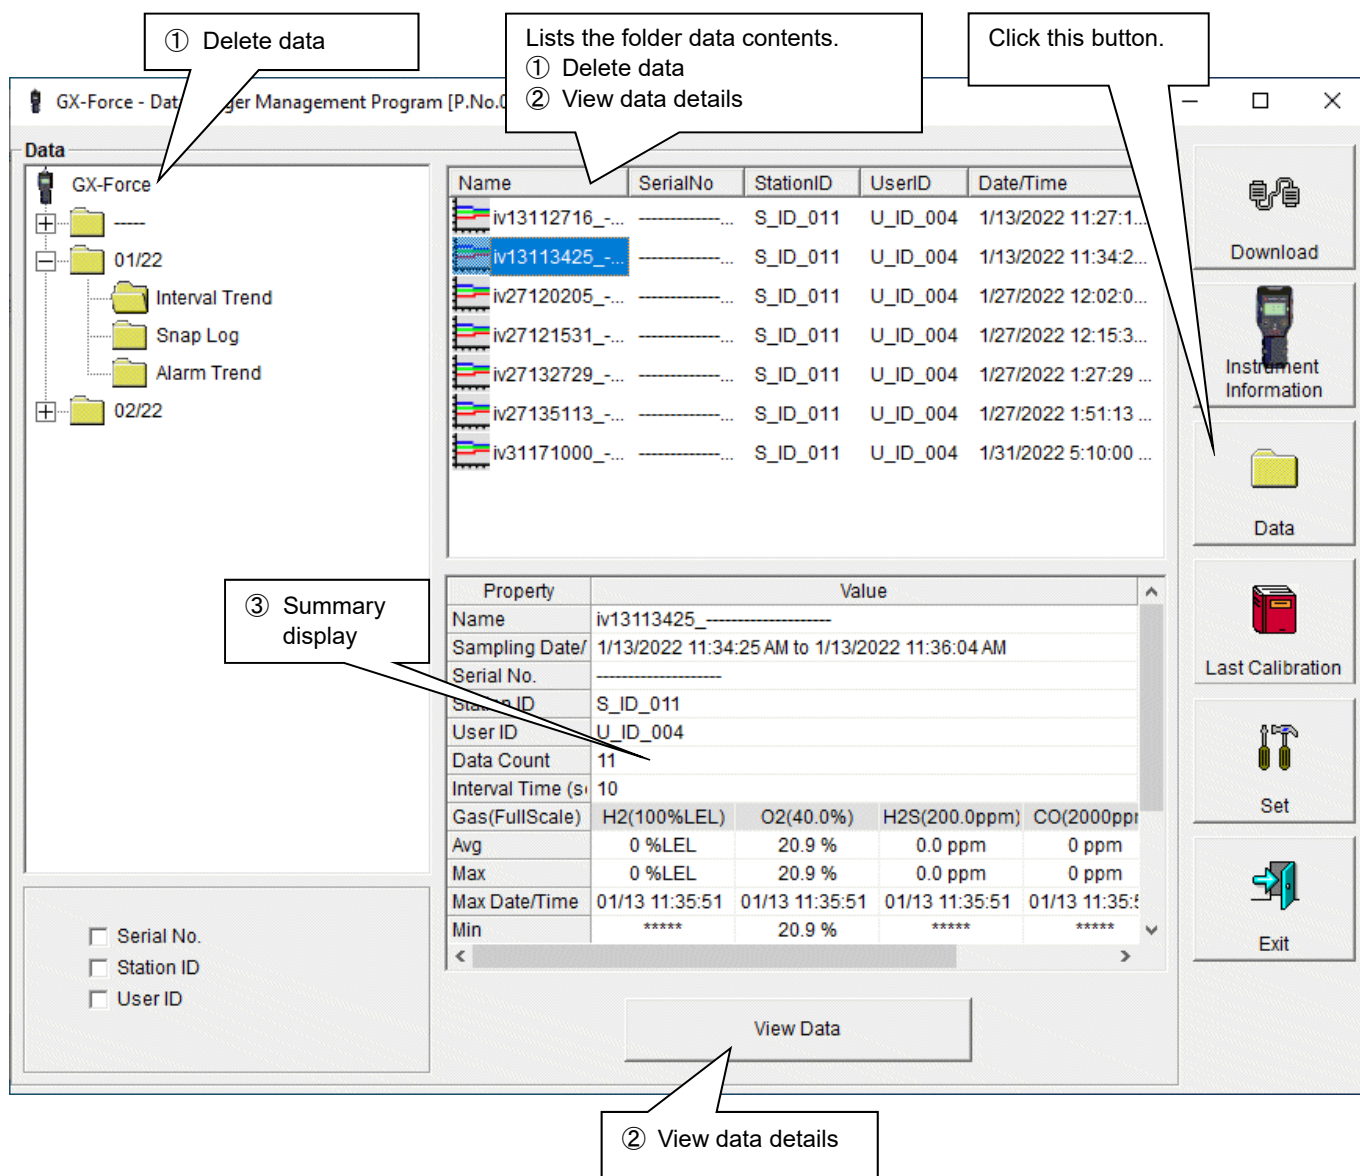 ① Delete data
Lists the folder data contents.
① Delete data
② View data details
Click this button.
GX-Force - Dat ger Management Program [P.No.0
Data
GX-Force
-----
01/22
Interval Trend
Snap Log
Alarm Trend
02/22
Name SerialNo StationID UserID Date/Time
iv13112716_-... -------------... S_ID_011 U_ID_004 1/13/2022 11:27:1...
iv13113425_-... -------------... S_ID_011 U_ID_004 1/13/2022 11:34:2...
iv27120205_-... -------------... S_ID_011 U_ID_004 1/27/2022 12:02:0...
iv27121531_-... -------------... S_ID_011 U_ID_004 1/27/2022 12:15:3...
iv27132729_-... -------------... S_ID_011 U_ID_004 1/27/2022 1:27:29 ...
iv27135113_-... -------------... S_ID_011 U_ID_004 1/27/2022 1:51:13 ...
iv31171000_-... -------------... S_ID_011 U_ID_004 1/31/2022 5:10:00 ...
③ Summary
display
Property Value
Name iv13113425_--------------------
Sampling Date/ 1/13/2022 11:34:25 AM to 1/13/2022 11:36:04 AM
Serial No. --------------------
Station ID S_ID_011
User ID U_ID_004
Data Count 11
Interval Time (s 10
Gas(FullScale) H2(100%LEL) O2(40.0%) H2S(200.0ppm) CO(2000ppm
Avg 0 %LEL 20.9 % 0.0 ppm 0 ppm
Max 0 %LEL 20.9 % 0.0 ppm 0 ppm
Max Date/Time 01/13 11:35:51 01/13 11:35:51 01/13 11:35:51 01/13 11:35:5
Min ***** 20.9 % ***** *****
Serial No.
Station ID
User ID
View Data
② View data details
Download
Instrument
Information
Data
Last Calibration
Set
Exit